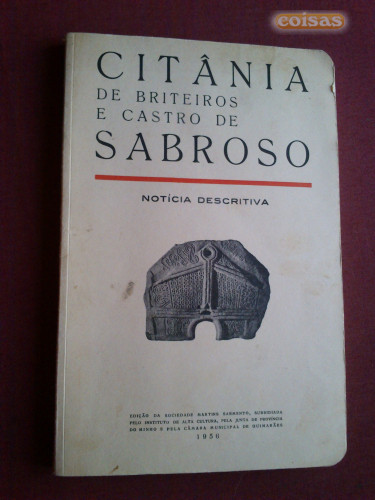 coisas
CITÂNIA
DE BRITEIROS
E CASTRO DE
SABROSO
NOTÍCIA DESCRITIVA
EDIÇÃO DA SOCIEDADE MARTINS SARMENTO, SUBSIDIADA
PELO INSTITUTO DE ALTA CULTURA, PELA JUNTA DE PROVÍNCIA
DO MINHO E PELA CÂMARA MUNICIPAL DE GUIMARÃES